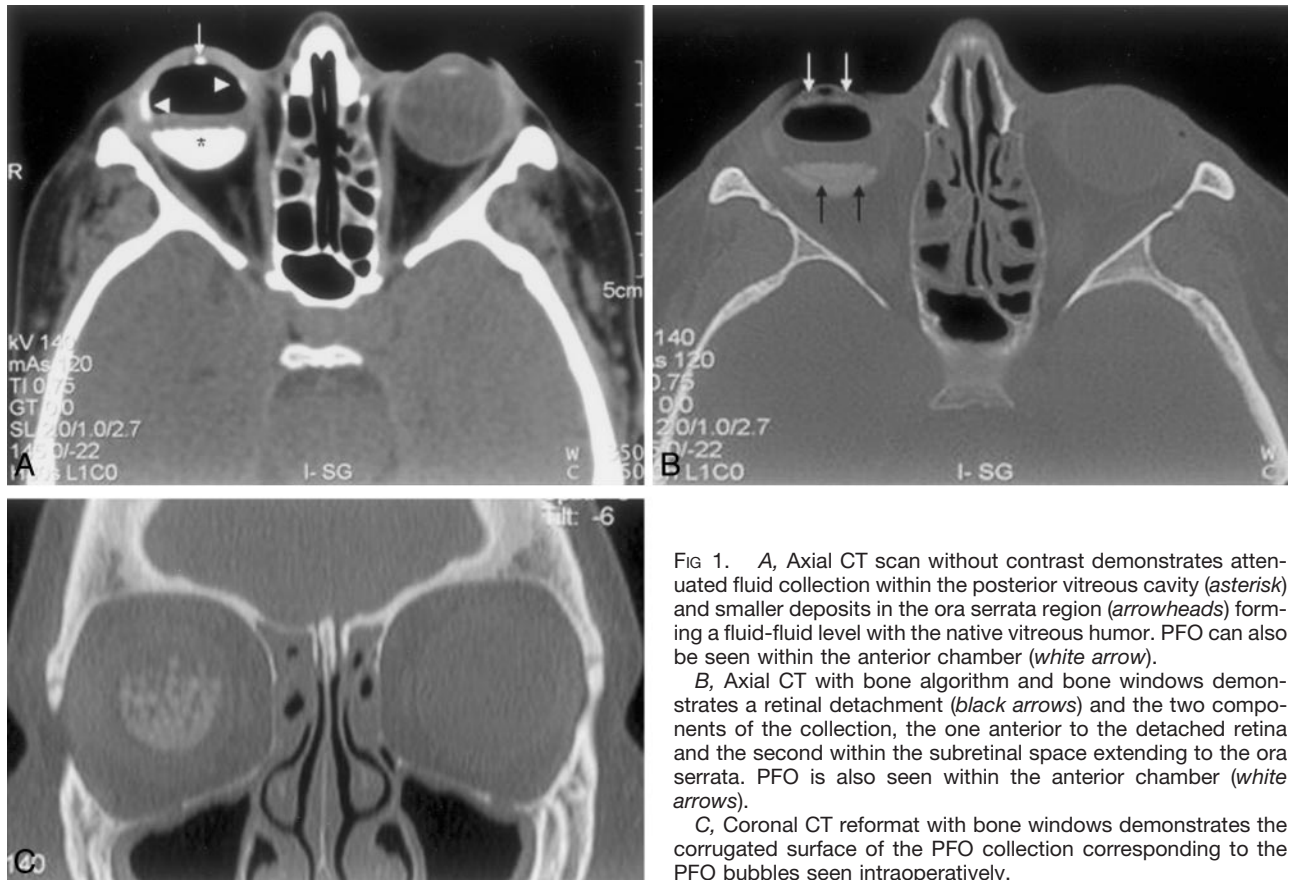 R
5cm
kV 140
mAs 120
TI 0.75
GT 0.0
SL 2.0/1.0/2.7
145.0/-22
L1C0
A
I- SG
W 350
C
*
140
s 120
0.75
0.0
2.0/1.0/2.7
/-22
L1C0
B
I- SG
W
C
Tilt: -6
C
140
FIG 1. A, Axial CT scan without contrast demonstrates atten-
uated fluid collection within the posterior vitreous cavity (asterisk)
and smaller deposits in the ora serrata region (arrowheads) form-
ing a fluid-fluid level with the native vitreous humor. PFO can also
be seen within the anterior chamber (white arrow).
B, Axial CT with bone algorithm and bone windows demon-
strates a retinal detachment (black arrows) and the two compo-
nents of the collection, the one anterior to the detached retina
and the second within the subretinal space extending to the ora
serrata. PFO is also seen within the anterior chamber (white
arrows).
C, Coronal CT reformat with bone windows demonstrates the
corrugated surface of the PFO collection corresponding to the
PFO bubbles seen intraoperatively.